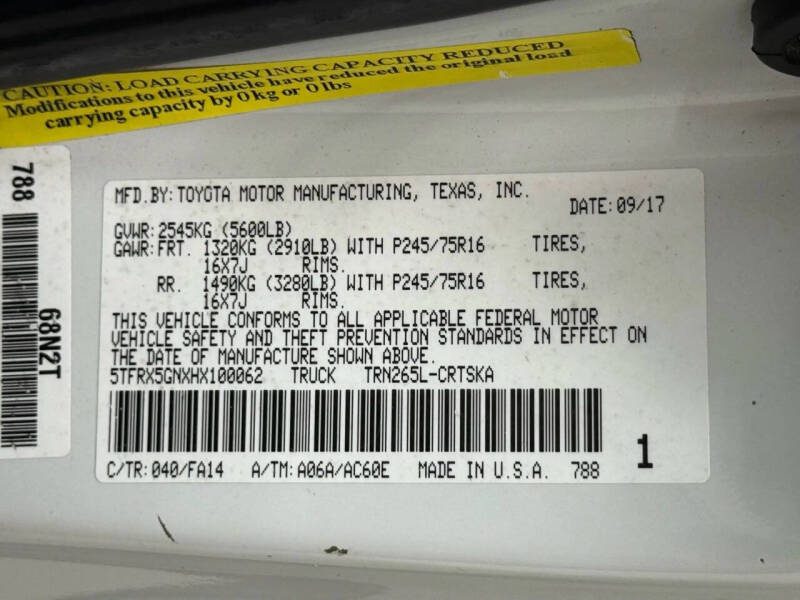 CAUTION: LOAD CARRYING CAPACITY REDUCED
Modifications to this vehicle have reduced the original load
carrying capacity by 0 kg or 0 lbs
788
68N2T
MFD.BY: TOYOTA MOTOR MANUFACTURING, TEXAS, INC.
DATE: 09/17
GVWR: 2545KG (5600LB)
GAWR: FRT. 1320KG (2910LB) WITH P245/75R16 TIRES,
16X7J RIMS.
RR. 1490KG (3280LB) WITH P245/75R16 TIRES,
16X7J RIMS.
THIS VEHICLE CONFORMS TO ALL APPLICABLE FEDERAL MOTOR
VEHICLE SAFETY AND THEFT PREVENTION STANDARDS IN EFFECT ON
THE DATE OF MANUFACTURE SHOWN ABOVE.
5TFRX5GNXHX100062 TRUCK TRN265L-CRTSKA
C/TR: 040/FA14 A/TM: A06A/AC60E MADE IN U.S.A. 788
1